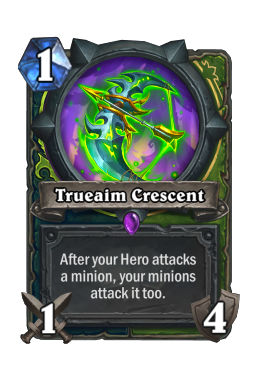 1
Trueaim Crescent
After your Hero attacks
a minion, your minions
attack it too.
1
4